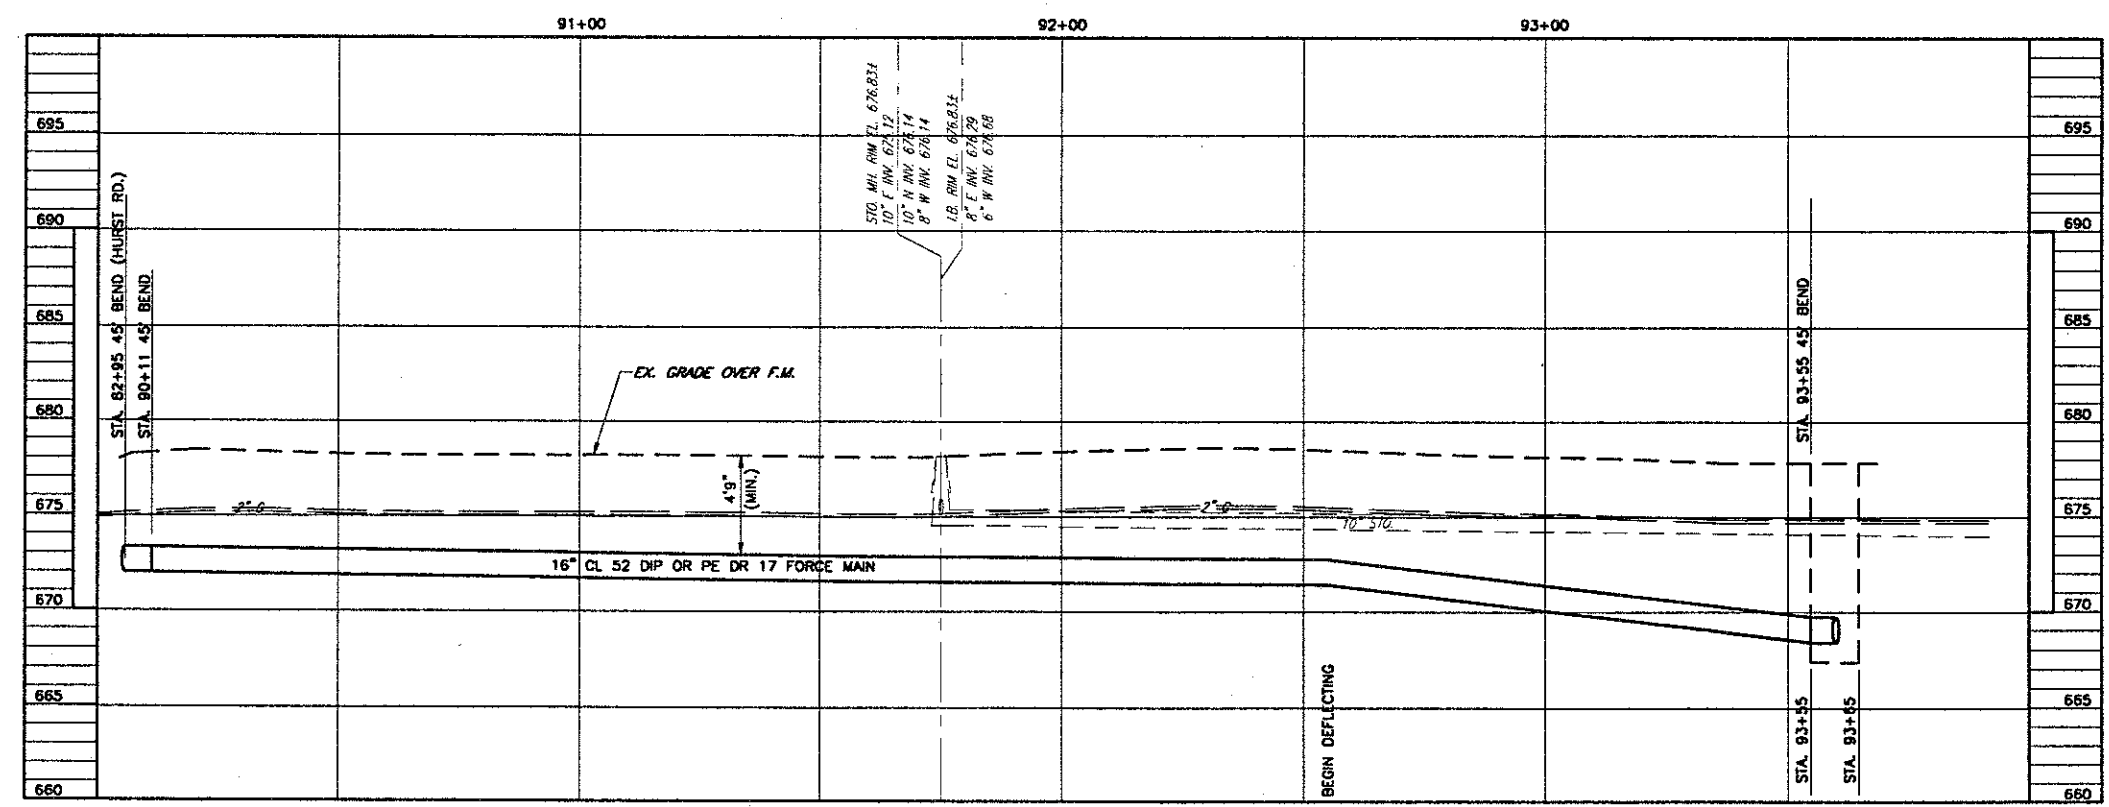 91+00 92+00 93+00
695 695
690 690
685 685
680 680
675 675
670 670
665 665
660 660
STA. 82+95 45° BEND (HURST RD.)
STA. 90+11 45° BEND
STO. MH. RIM EL. 676.83±
10" E INV. 675.12
10" N INV. 676.14
8" W INV. 676.14
I.B. RIM EL. 676.83±
8" E INV. 676.29
6" W INV. 676.68
STA. 93+55 45° BEND
EX. GRADE OVER F.M.
4'9"
(MIN.)
2" G
2" G
10" STO.
16" CL 52 DIP OR PE DR 17 FORCE MAIN
BEGIN DEFLECTING
STA. 93+55
STA. 93+65